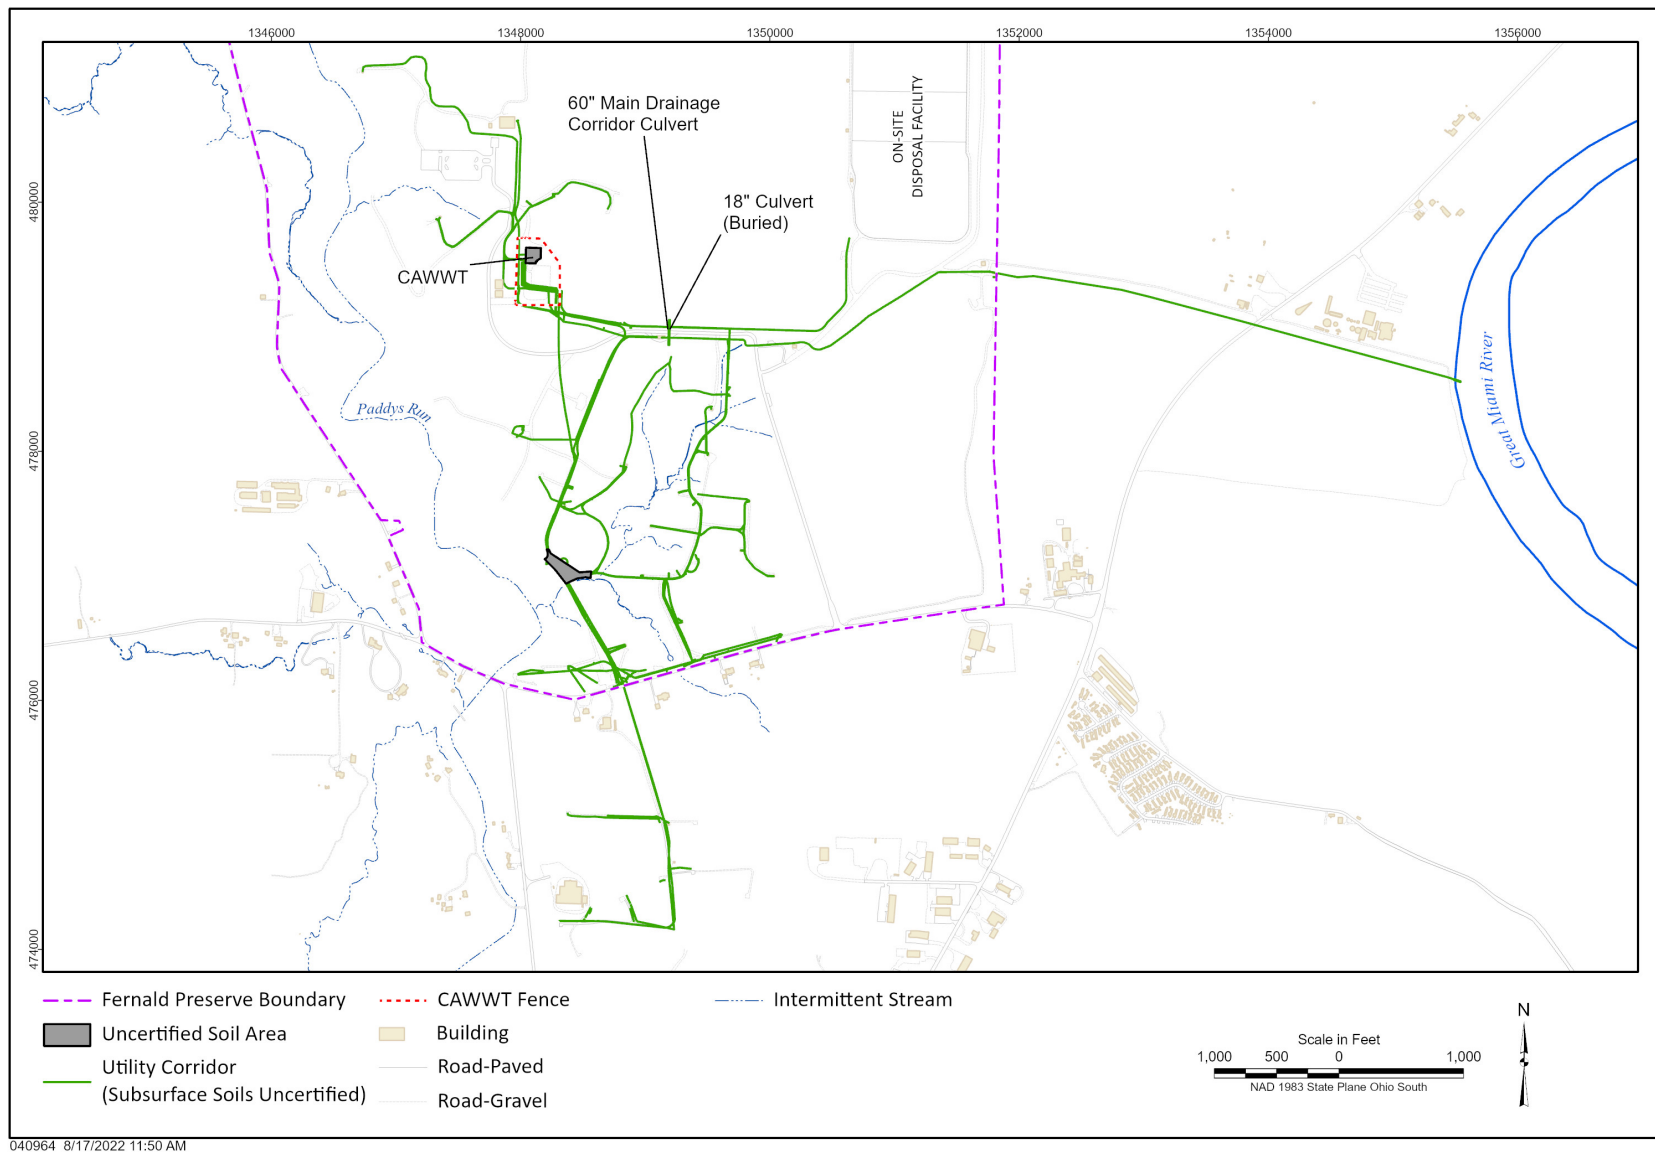 1346000
1348000
1350000
1352000
1354000
1356000
480000
478000
476000
474000
60" Main Drainage
Corridor Culvert
18" Culvert
(Buried)
ON-SITE
DISPOSAL FACILITY
CAWWT
Paddys Run
Great Miami River
Fernald Preserve Boundary
Uncertified Soil Area
Utility Corridor
(Subsurface Soils Uncertified)
CAWWT Fence
Building
Road-Paved
Road-Gravel
Intermittent Stream
Scale in Feet
1,000 500 0 1,000
NAD 1983 State Plane Ohio South
N
040964 8/17/2022 11:50 AM